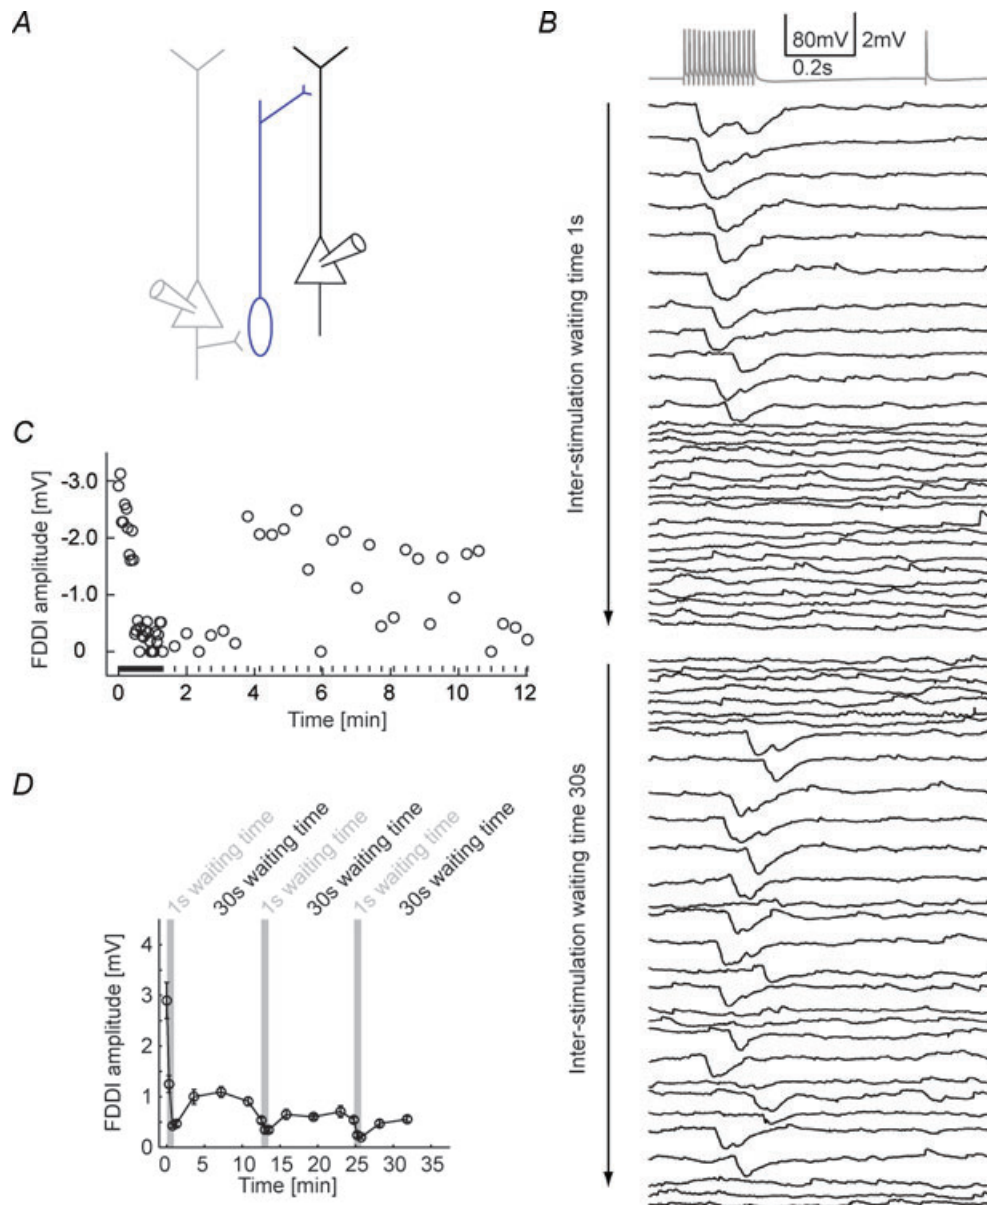 A
B
80mV 2mV
0.2s
Inter-stimulation waiting time 1s
Inter-stimulation waiting time 30s
C
FDDI amplitude [mV]
-3.0
-2.0
-1.0
0
0 2 4 6 8 10 12
Time [min]
D
1s waiting time
30s waiting time
1s waiting time
30s waiting time
1s waiting time
30s waiting time
FDDI amplitude [mV]
4
3
2
1
0
0 5 10 15 20 25 30 35
Time [min]